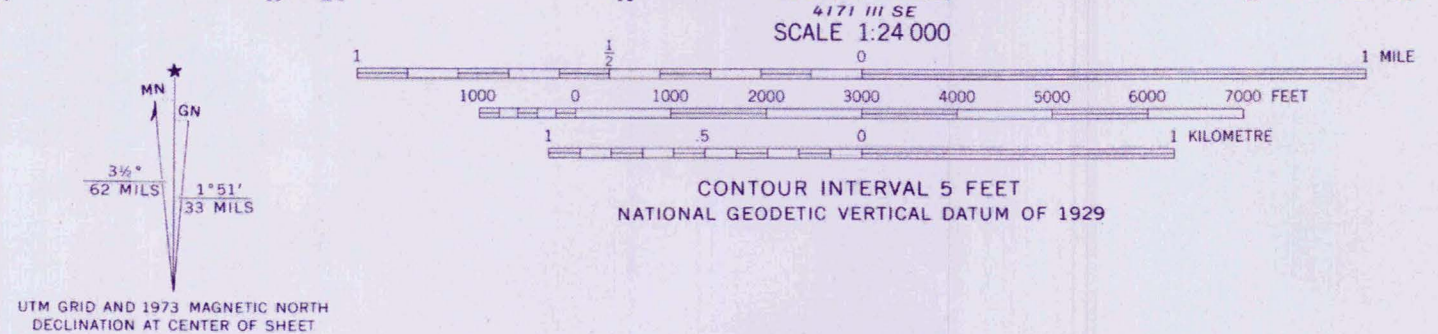 4171 III SE
SCALE 1:24 000
1 ½ 0 1 MILE
1000 0 1000 2000 3000 4000 5000 6000 7000 FEET
1 .5 0 1 KILOMETRE
CONTOUR INTERVAL 5 FEET
NATIONAL GEODETIC VERTICAL DATUM OF 1929
★
MN
GN
3½°
62 MILS
1°51'
33 MILS
UTM GRID AND 1973 MAGNETIC NORTH
DECLINATION AT CENTER OF SHEET